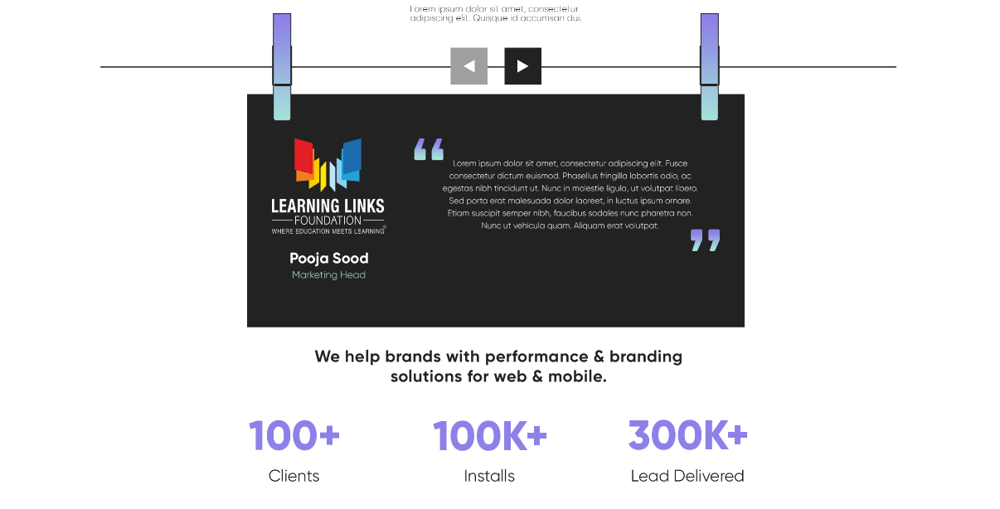 Lorem ipsum dolor sit amet, consectetur
adipiscing elit. Quisque id accumsan dui.
“
LEARNING LINKS
FOUNDATION
WHERE EDUCATION MEETS LEARNING®
Pooja Sood
Marketing Head
Lorem ipsum dolor sit amet, consectetur adipiscing elit. Fusce
consectetur dictum euismod. Phasellus fringilla lobortis odio, ac
egestas nibh tincidunt ut. Nunc in molestie ligula, ut volutpat libero.
Sed porta erat malesuada dolor laoreet, in luctus ipsum ornare.
Etiam suscipit semper nibh, faucibus sodales nunc pharetra non.
Nunc ut vehicula quam. Aliquam erat volutpat.
”
We help brands with performance & branding
solutions for web & mobile.
100+
Clients
100K+
Installs
300K+
Lead Delivered